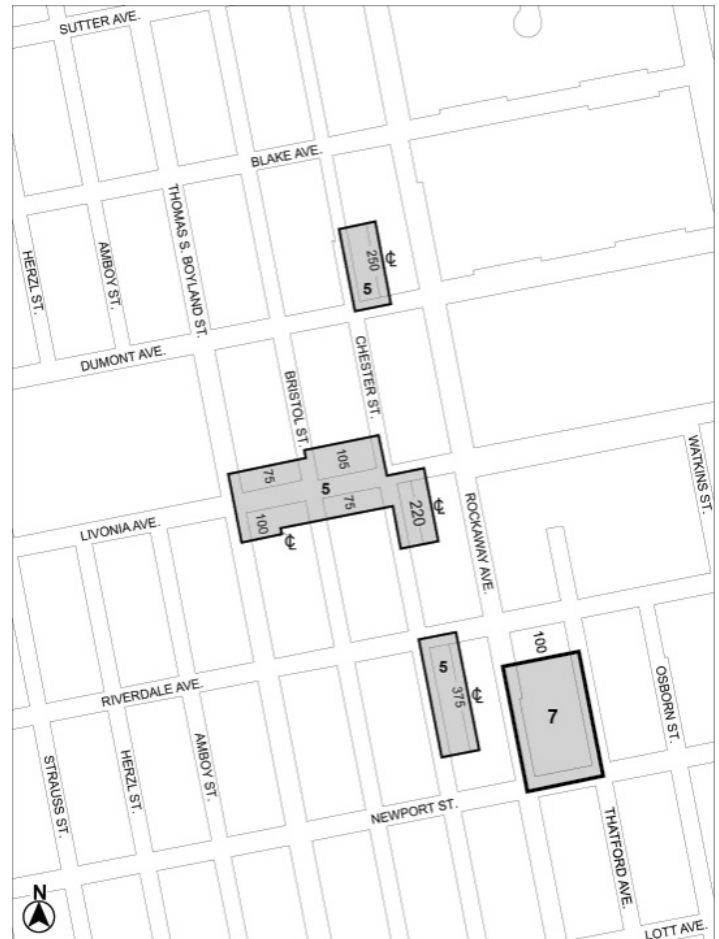 SUTTER AVE.
BLAKE AVE.
THOMAS S. BOYLAND ST.
HERZL ST.
AMBOY ST.
250
℄
5
DUMONT AVE.
CHESTER ST.
BRISTOL ST.
WATKINS ST.
105
75
5
75
220
℄
ROCKAWAY AVE.
LIVONIA AVE.
100
℄
100
5
375
℄
OSBORN ST.
RIVERDALE AVE.
7
STRAUSS ST.
HERZL ST.
AMBOY ST.
NEWPORT ST.
THATFORD AVE.
N
LOTT AVE.